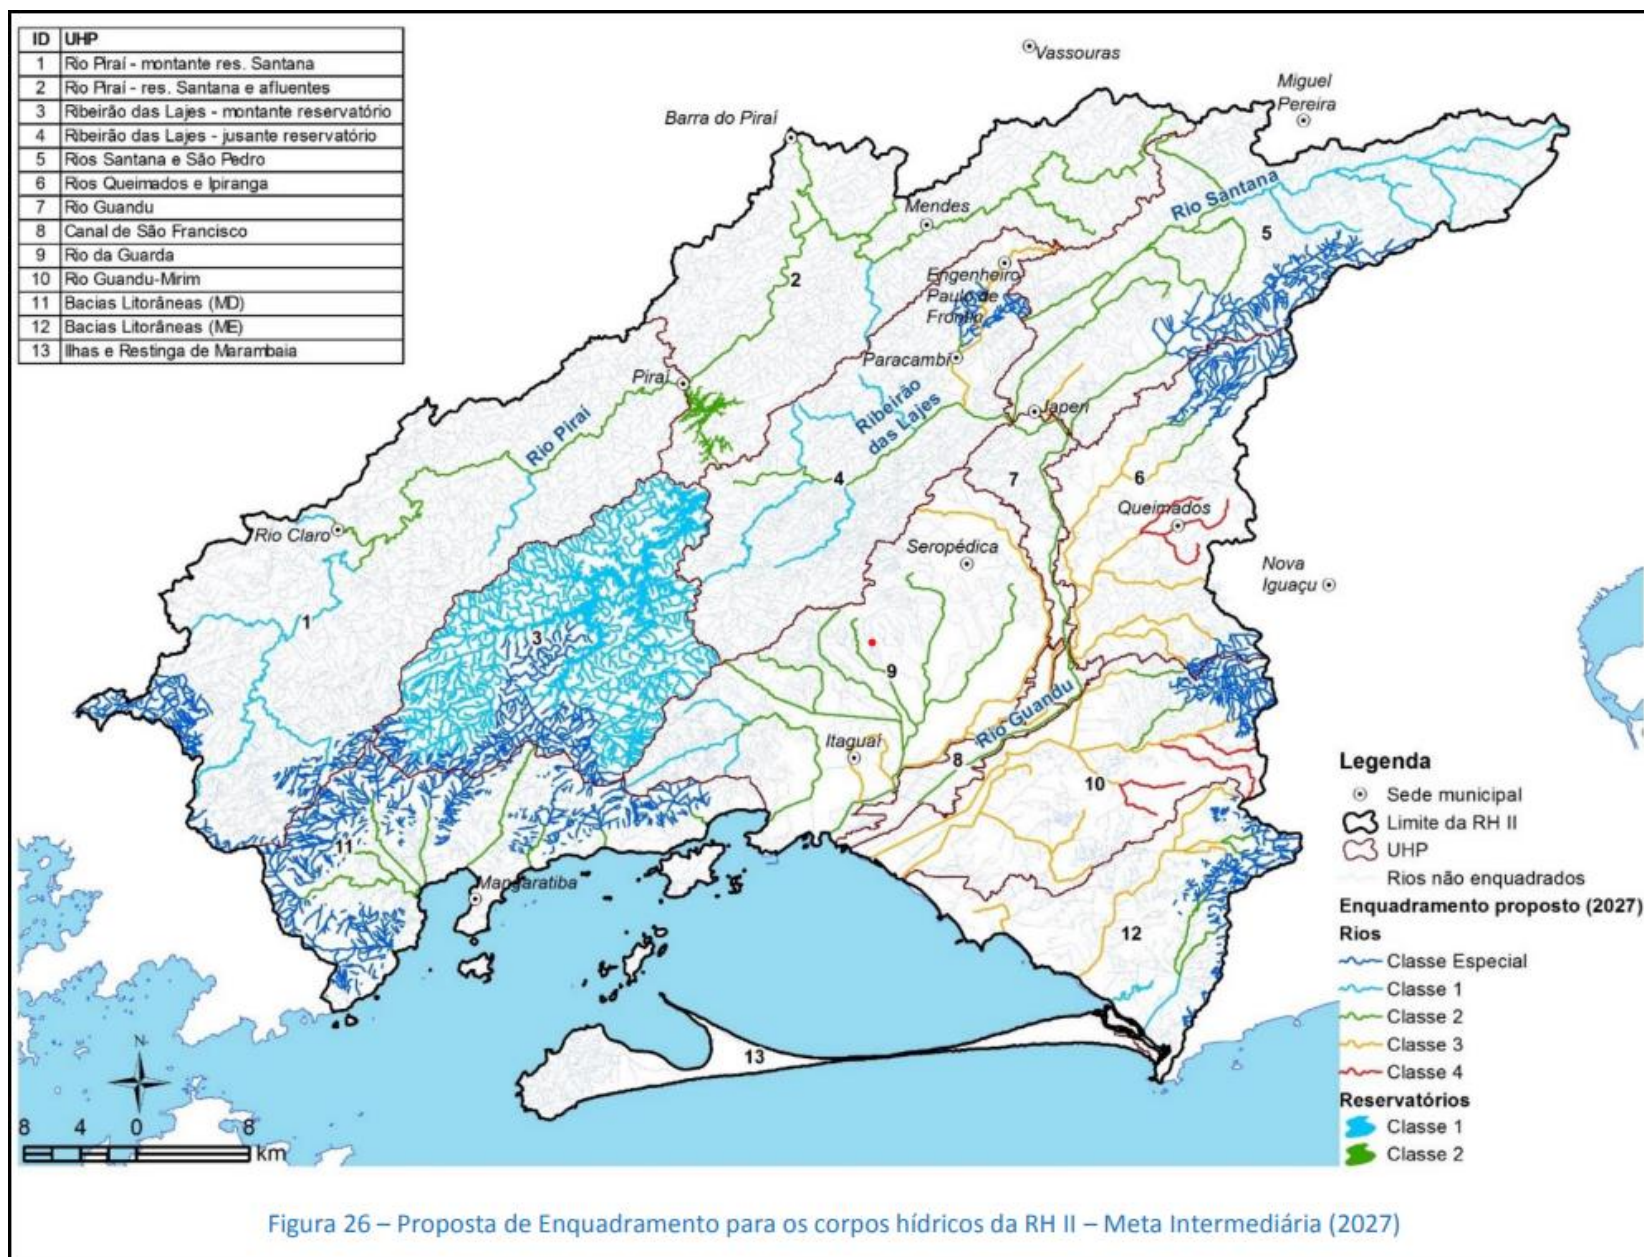 ID UHP
1 Rio Piraí - montante res. Santana
2 Rio Piraí - res. Santana e afluentes
3 Ribeirão das Lajes - montante reservatório
4 Ribeirão das Lajes - jusante reservatório
5 Rios Santana e São Pedro
6 Rios Queimados e Ipiranga
7 Rio Guandu
8 Canal de São Francisco
9 Rio da Guarda
10 Rio Guandu-Mirim
11 Bacias Litorâneas (MD)
12 Bacias Litorâneas (ME)
13 Ilhas e Restinga de Marambaia
Vassouras
Miguel
Pereira
Barra do Piraí
Rio Santana
Mendes
5
2
Engenheiro
Paulo de
Frontin
Paracambi
Piraí
Japeri
Ribeirão
das Lajes
Rio Piraí
4
7
6
Queimados
Rio Claro
Seropédica
Nova
Iguaçu
1
3
9
Rio Guandu
Itaguaí
8
10
11
Mangaratiba
12
13
Legenda
Sede municipal
Limite da RH II
UHP
Rios não enquadrados
Enquadramento proposto (2027)
Rios
Classe Especial
Classe 1
Classe 2
Classe 3
Classe 4
Reservatórios
Classe 1
Classe 2
N
8 4 0 8
km
Figura 26 – Proposta de Enquadramento para os corpos hídricos da RH II – Meta Intermediária (2027)